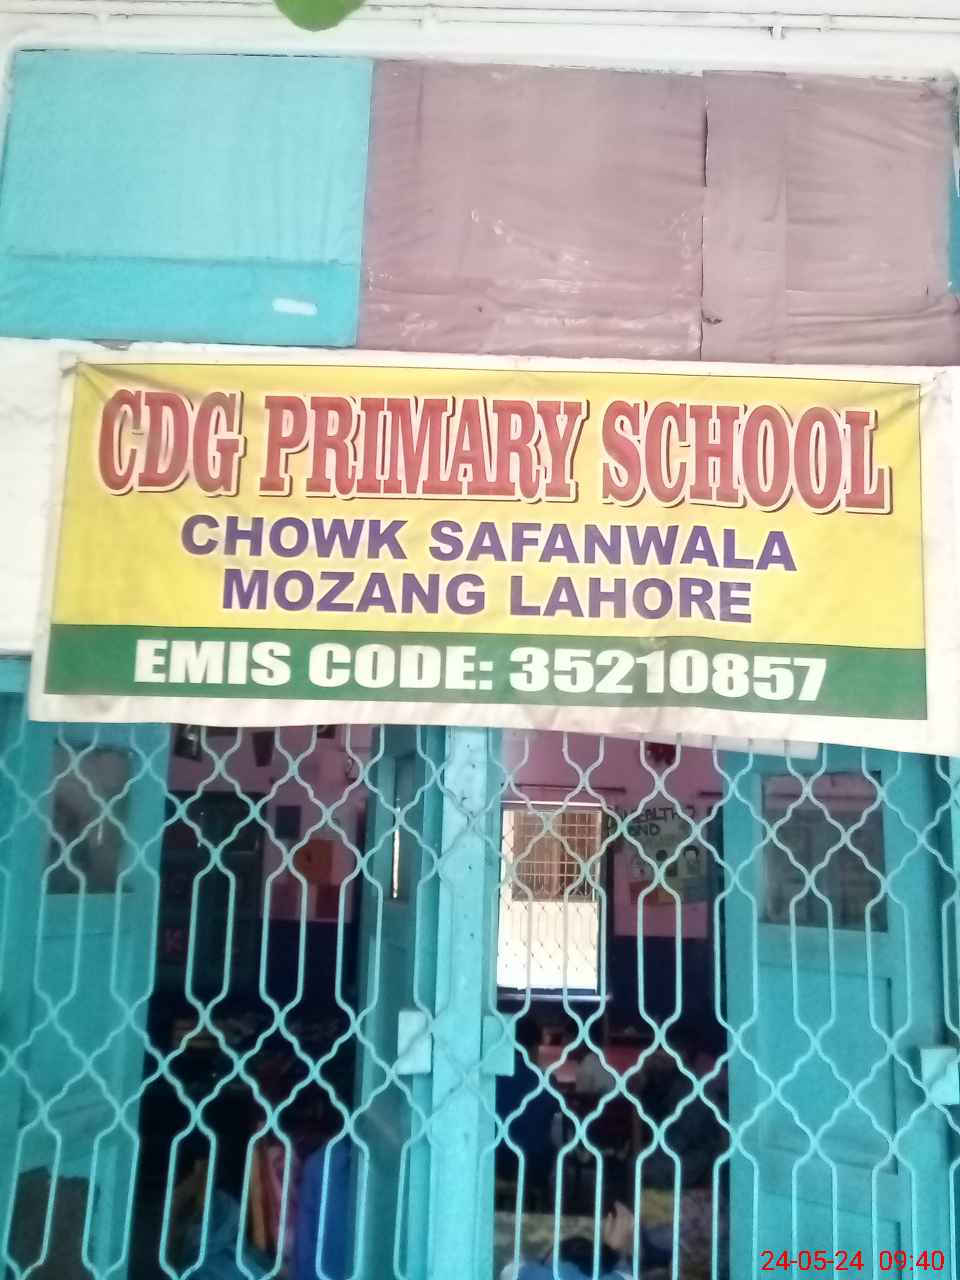 CDG PRIMARY SCHOOL
CHOWK SAFANWALA
MOZANG LAHORE
EMIS CODE: 35210857
24-05-24 09:40